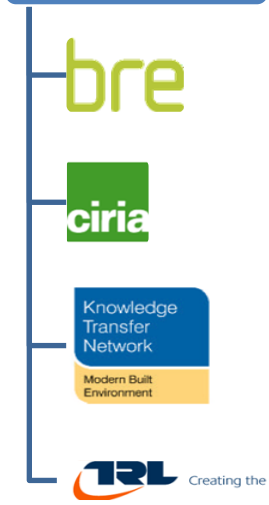 bre
ciria
Knowledge
Transfer
Network
Modern Built
Environment
TRL Creating the